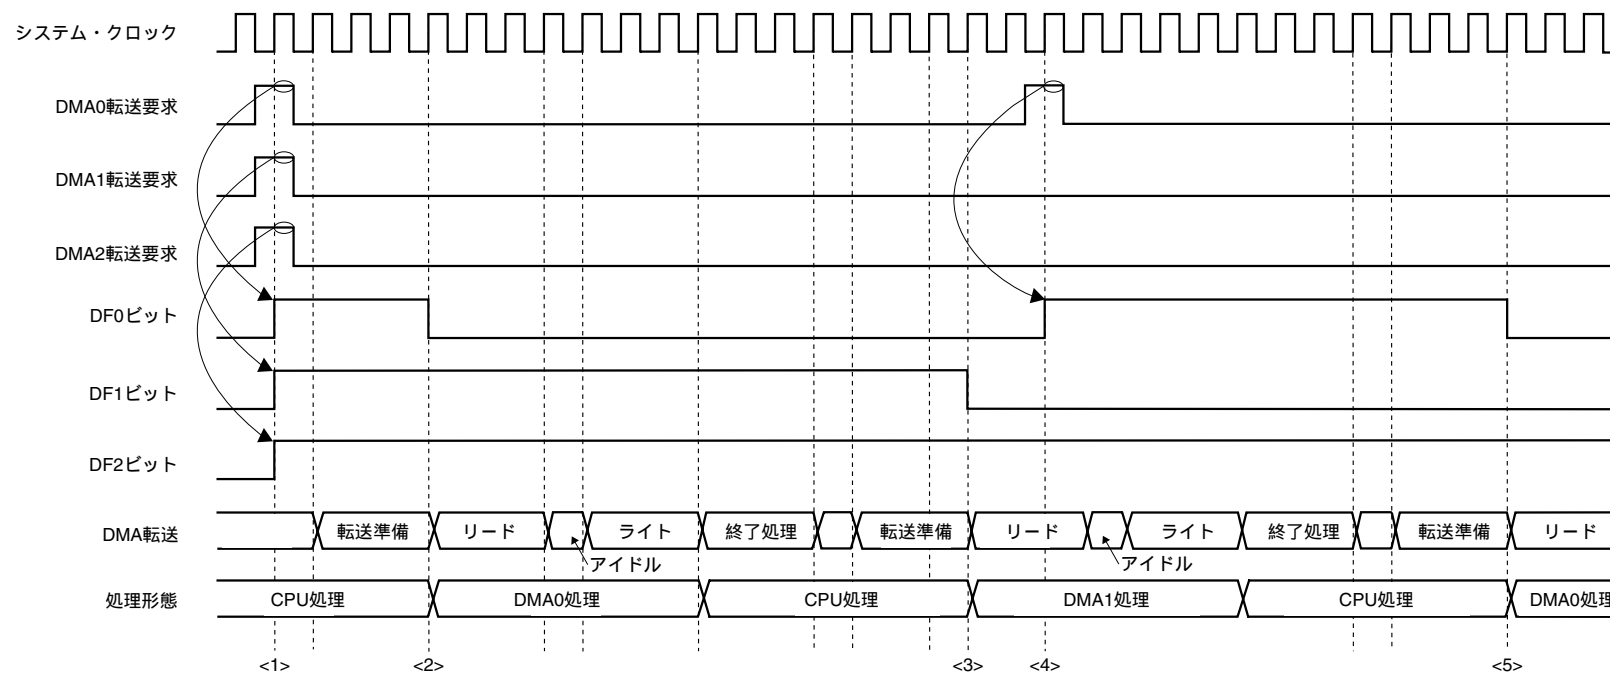 システム・クロック
DMA0転送要求
DMA1転送要求
DMA2転送要求
DF0ビット
DF1ビット
DF2ビット
DMA転送 転送準備 リード ライト 終了処理 転送準備 リード ライト 終了処理 転送準備 リード
アイドル アイドル
処理形態 CPU処理 DMA0処理 CPU処理 DMA1処理 CPU処理 DMA0処理
<1> <2> <3> <4> <5>